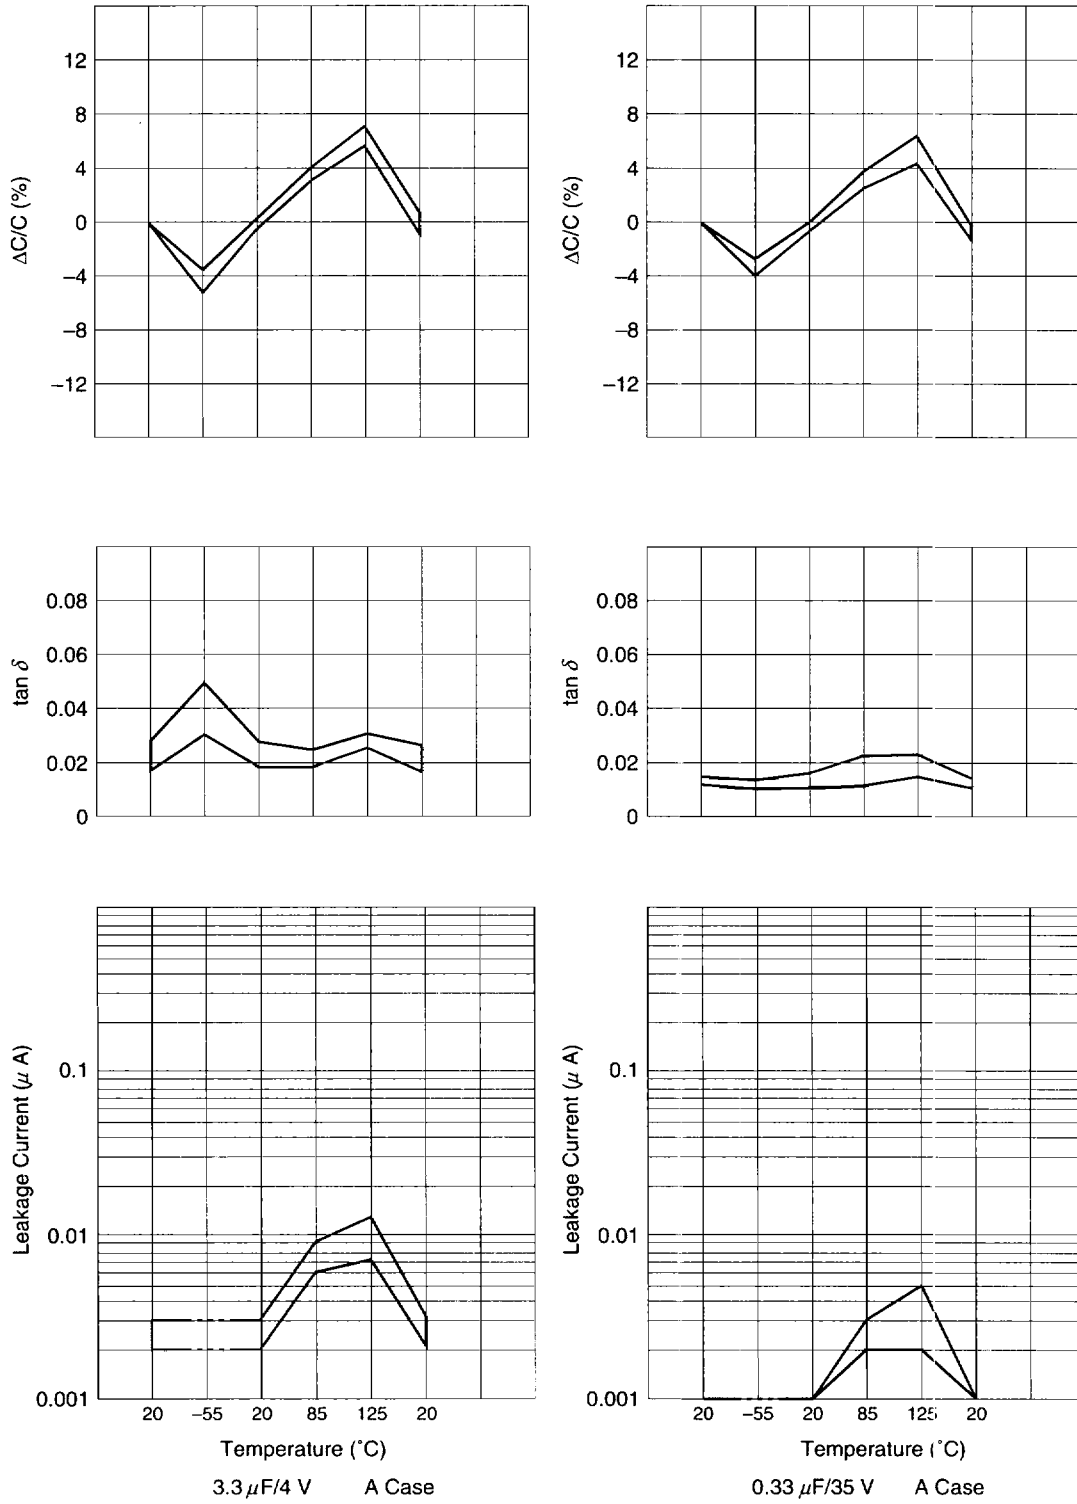 12
8
4
0
−4
−8
−12
ΔC/C (%)
12
8
4
0
−4
−8
−12
ΔC/C (%)
0.08
0.06
0.04
0.02
0
tan δ
0.08
0.06
0.04
0.02
0
tan δ
0.1
0.01
0.001
Leakage Current (μ A)
20 −55 20 85 125 20
Temperature (˚C)
3.3 μF/4 V A Case
0.1
0.01
0.001
Leakage Current (μ A)
20 −55 20 85 125 20
Temperature (˚C)
0.33 μF/35 V A Case